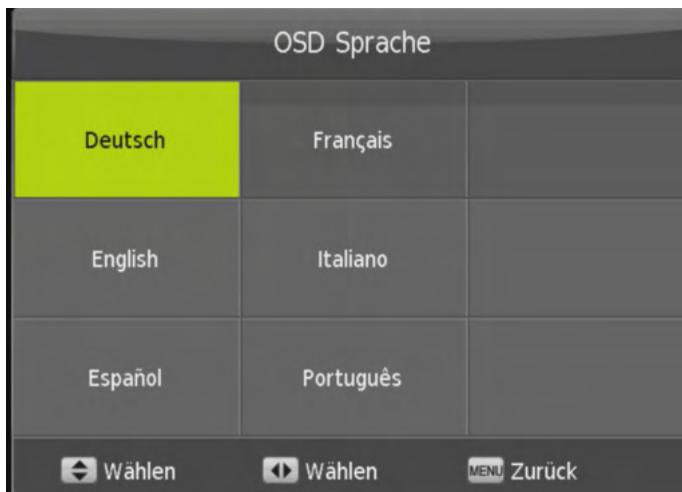 OSD Sprache
Deutsch Français
English Italiano
Español Português
Wählen Wählen MENU Zurück